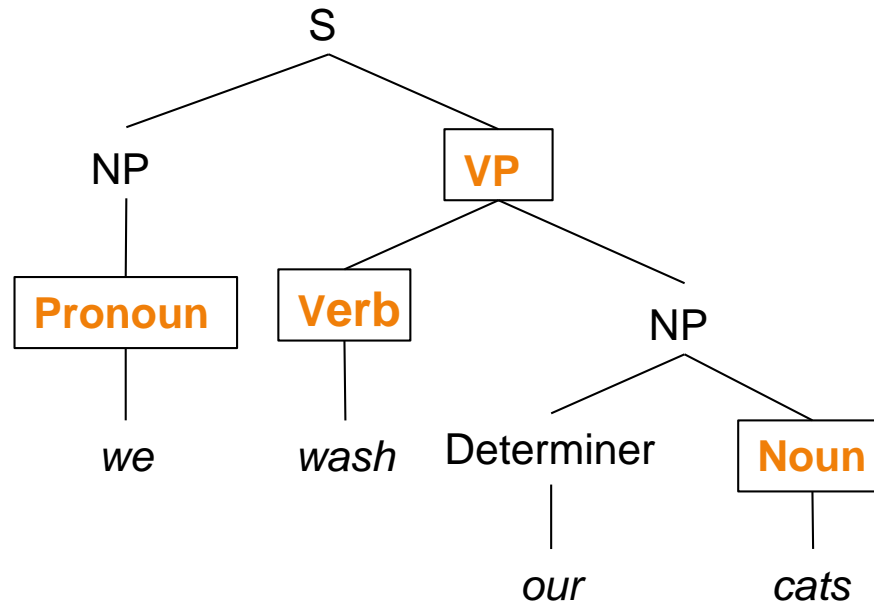 S
NP
VP
Pronoun
Verb
NP
we
wash
Determiner
Noun
our
cats